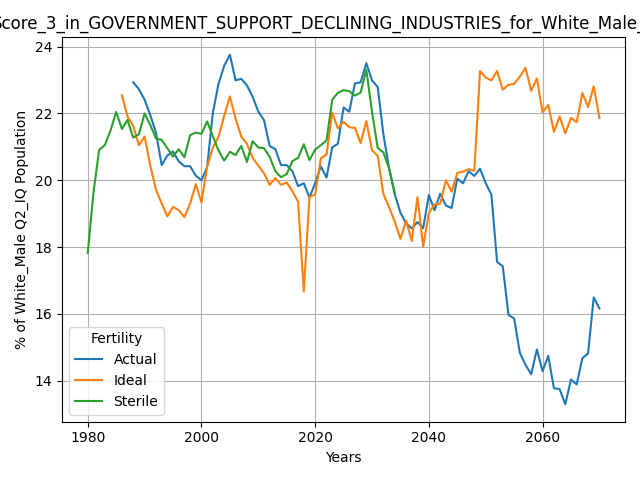 Score_3_in_GOVERNMENT_SUPPORT_DECLINING_INDUSTRIES_for_White_Male_
24
22
20
18
16
14
% of White_Male Q2_IQ Population
Fertility
Actual
Ideal
Sterile
1980 2000 2020 2040 2060
Years